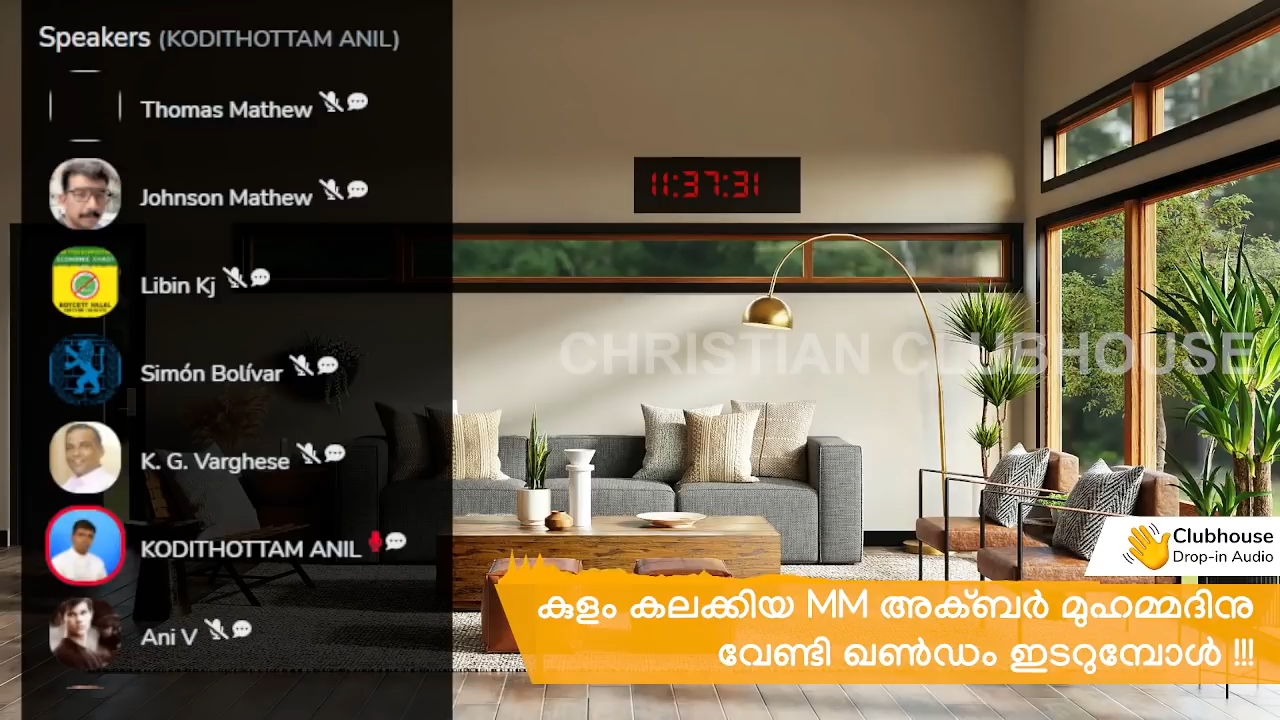 Speakers (KODITHOTTAM ANIL)
Thomas Mathew
Johnson Mathew
Libin Kj
Simón Bolívar
K. G. Varghese
KODITHOTTAM ANIL
Ani V
11:37:31
CHRISTIAN CLUBHOUSE
Clubhouse
Drop-in Audio
കുളം കലക്കിയ MM അക്ബർ മുഹമ്മദിനു
വേണ്ടി ഖൺഡം ഇടറുമ്പോൾ !!!